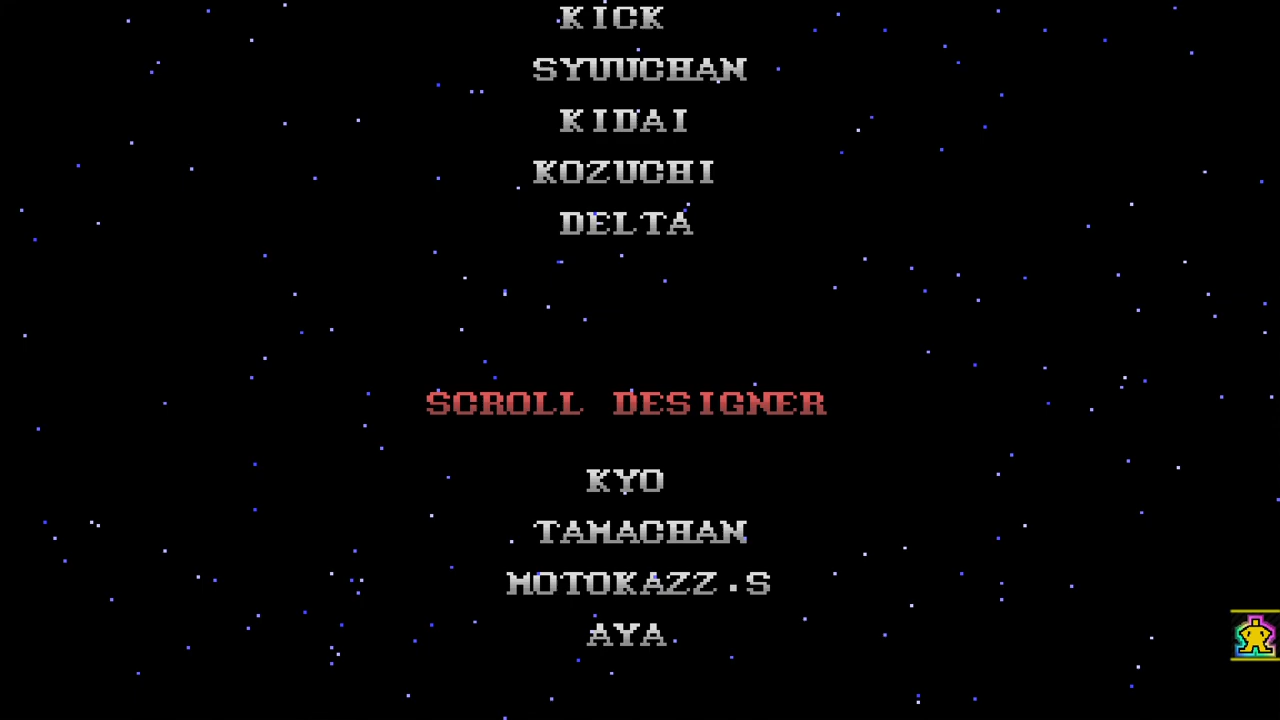 KICK
SYUUCHAN
KIDAI
KOZUCHI
DELTA
SCROLL DESIGNER
KYO
TAMACHAN
MOTOKAZZ.S
AYA